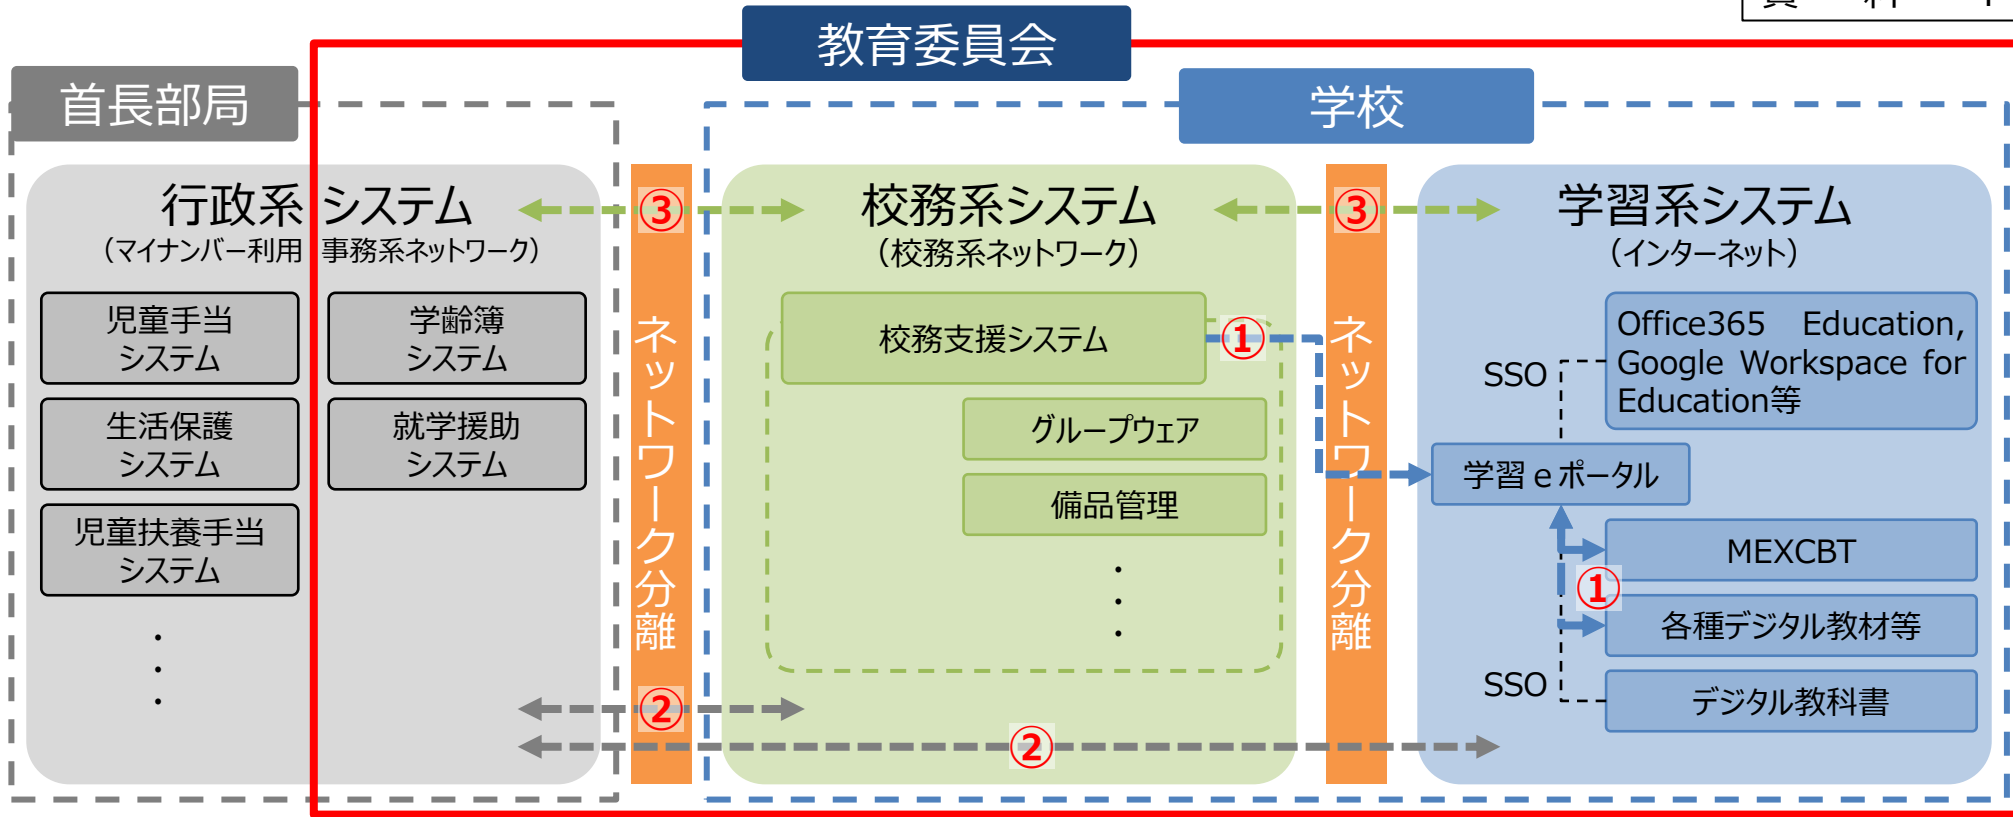 教育委員会
首長部局
学校
行政系システム
（マイナンバー利用事務系ネットワーク）
児童手当
システム
学齢簿
システム
生活保護
システム
就学援助
システム
児童扶養手当
システム
・
・
・
③
ネットワーク分離
②
校務系システム
（校務系ネットワーク）
校務支援システム
①
グループウェア
備品管理
・
・
・
②
③
ネットワーク分離
学習系システム
（インターネット）
Office365 Education,
Google Workspace for
Education等
SSO
学習eポータル
MEXCBT
①
各種デジタル教材等
SSO
デジタル教科書